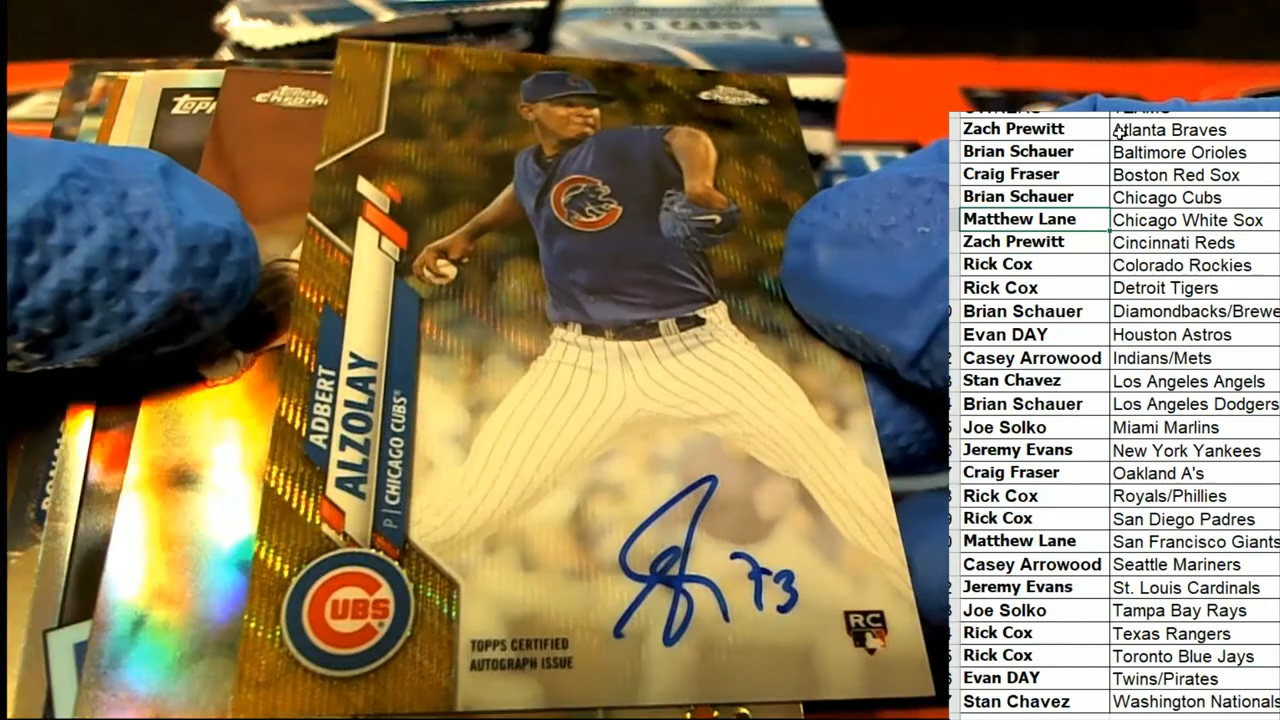 13 CARDS
TOPPS CHROME
TOPPS CHROME
ADBERT
ALZOLAY
P | CHICAGO CUBS®
CUBS
TOPPS CERTIFIED
AUTOGRAPH ISSUE
73
RC
OWNERS TEAMS
Zach Prewitt Atlanta Braves
Brian Schauer Baltimore Orioles
Craig Fraser Boston Red Sox
Brian Schauer Chicago Cubs
Matthew Lane Chicago White Sox
Zach Prewitt Cincinnati Reds
Rick Cox Colorado Rockies
Rick Cox Detroit Tigers
Brian Schauer Diamondbacks/Brewe
Evan DAY Houston Astros
Casey Arrowood Indians/Mets
Stan Chavez Los Angeles Angels
Brian Schauer Los Angeles Dodgers
Joe Solko Miami Marlins
Jeremy Evans New York Yankees
Craig Fraser Oakland A's
Rick Cox Royals/Phillies
Rick Cox San Diego Padres
Matthew Lane San Francisco Giants
Casey Arrowood Seattle Mariners
Jeremy Evans St. Louis Cardinals
Joe Solko Tampa Bay Rays
Rick Cox Texas Rangers
Rick Cox Toronto Blue Jays
Evan DAY Twins/Pirates
Stan Chavez Washington Nationals